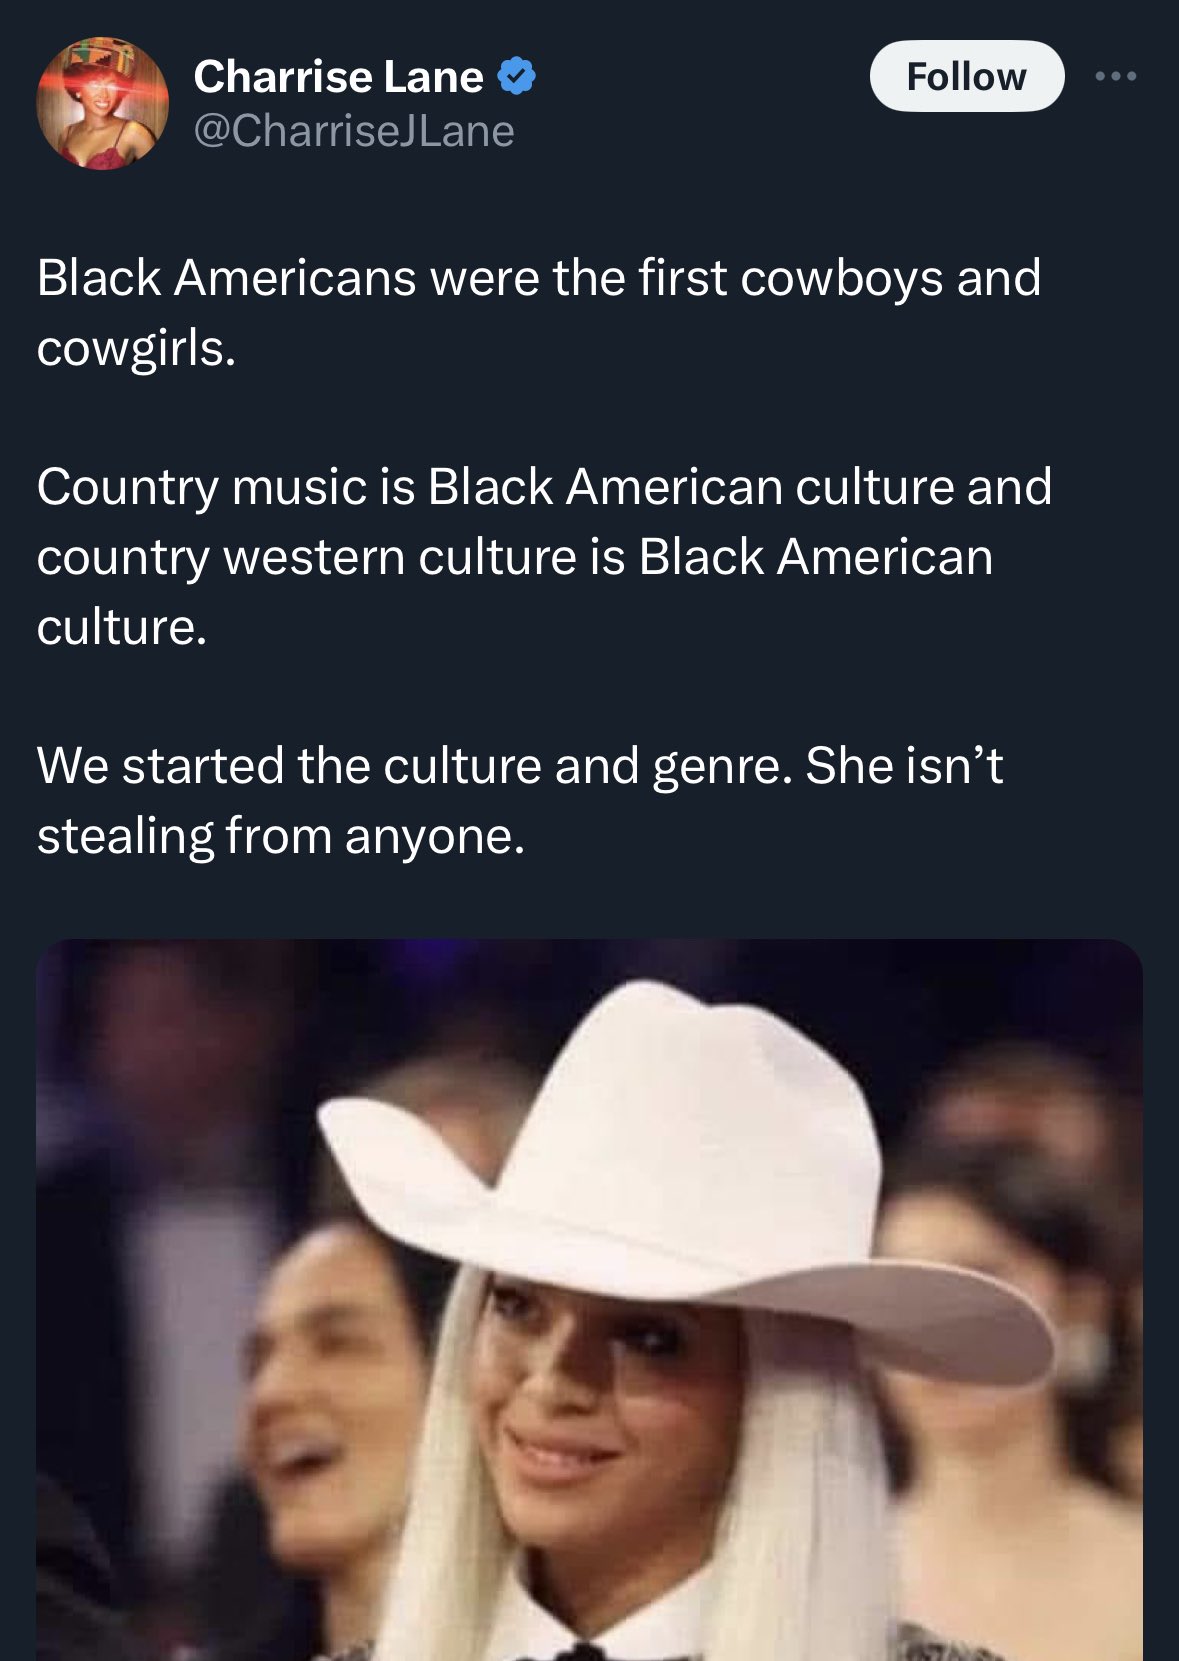 Charrise Lane
@CharriseJLane
Follow
Black Americans were the first cowboys and
cowgirls.
Country music is Black American culture and
country western culture is Black American
culture.
We started the culture and genre. She isn’t
stealing from anyone.